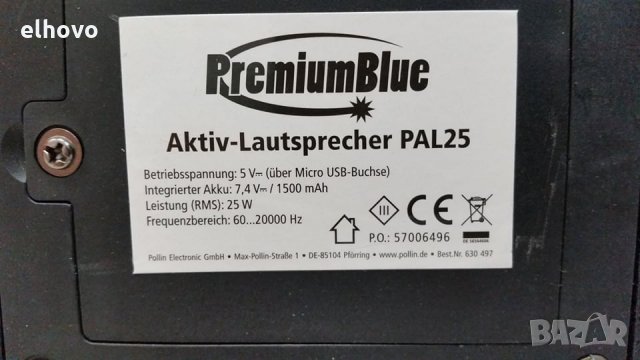 elhovo
PremiumBlue
Aktiv-Lautsprecher PAL25
Betriebsspannung: 5 V⎓ (über Micro USB-Buchse)
Integrierter Akku: 7,4 V⎓ / 1500 mAh
Leistung (RMS): 25 W
Frequenzbereich: 60...20000 Hz
III CE
P.O.: 57006496
Pollin Electronic GmbH • Max-Pollin-Straße 1 • DE-85104 Pförring • www.pollin.de • Best.Nr. 630 497
BAZAR